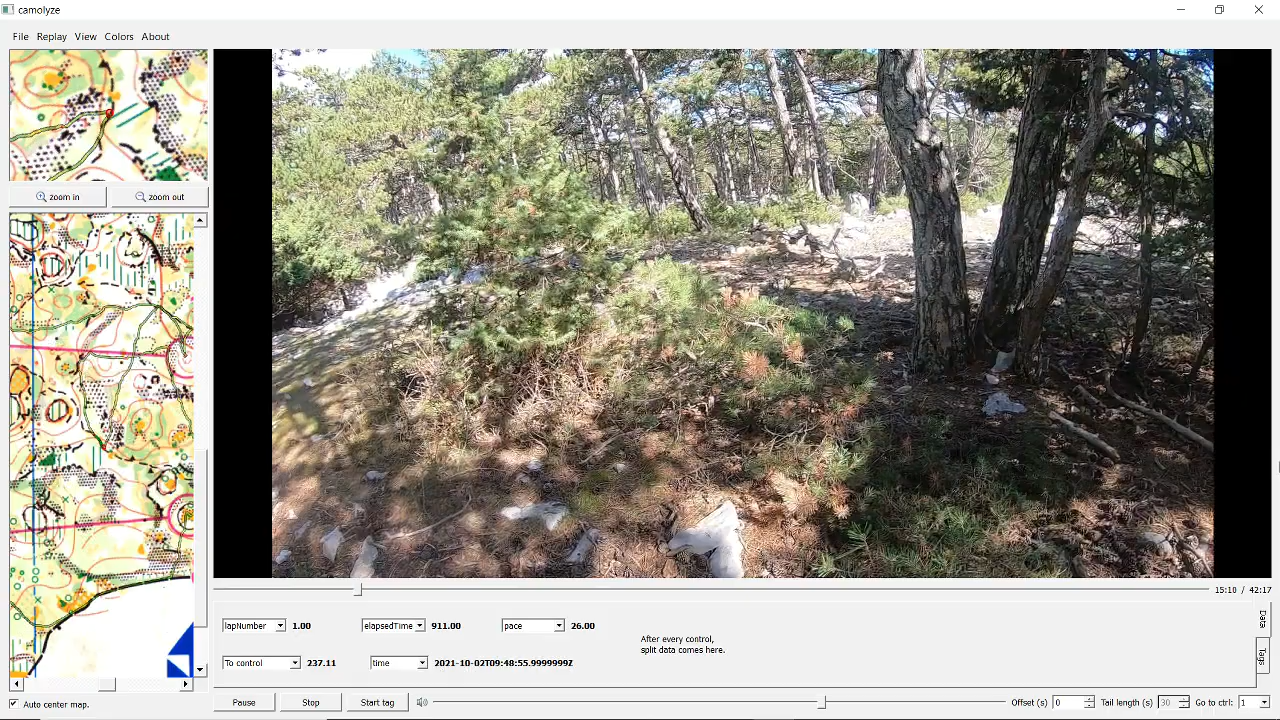 camolyze
File Replay View Colors About
zoom in
zoom out
15:10 / 42:17
lapNumber 1.00 elapsedTime 911.00 pace 26.00
After every control,
split data comes here.
To control 237.11 time 2021-10-02T09:48:55.9999999Z
Data
Tags
Auto center map.
Pause Stop Start tag Offset (s) 0 Tail length (s) 30 Go to ctrl: 1